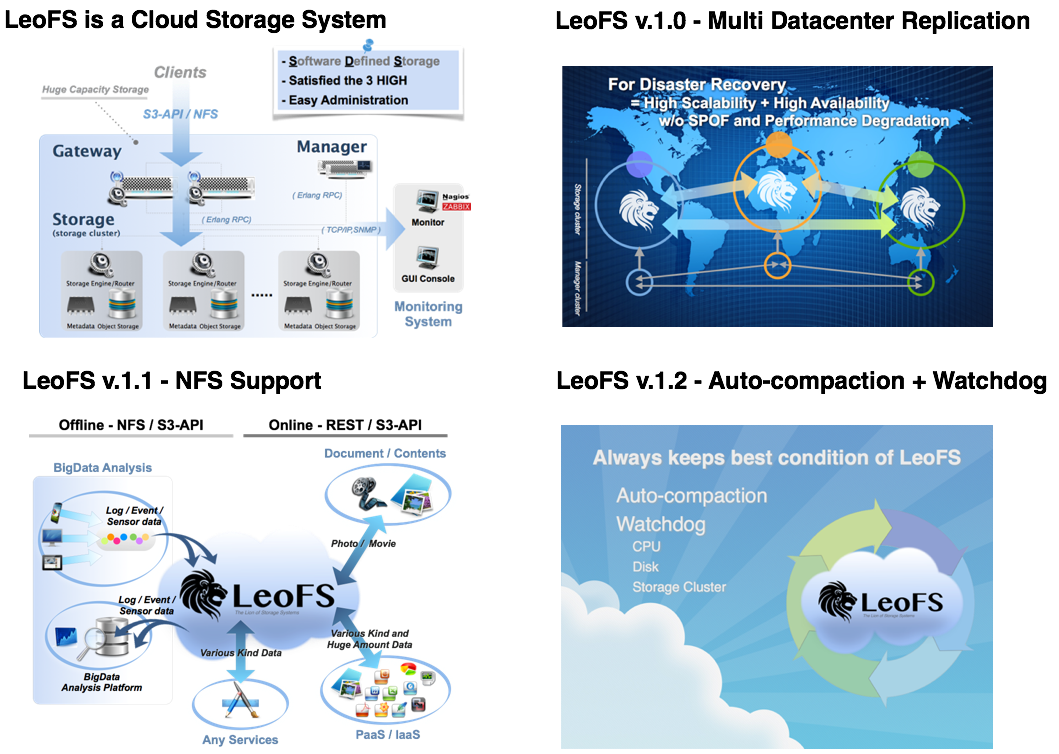 LeoFS is a Cloud Storage System
Clients
Huge Capacity Storage
S3-API / NFS
Software Defined Storage
- Satisfied the 3 HIGH
- Easy Administration
Gateway
Manager
( Erlang RPC)
Storage
(storage cluster)
( Erlang RPC)
( TCP/IP,SNMP )
Nagios
ZABBIX
Monitor
GUI Console
Storage Engine/Router
Metadata Object Storage
Storage Engine/Router
Metadata Object Storage
.....
Storage Engine/Router
Metadata Object Storage
Monitoring
System
LeoFS v.1.0 - Multi Datacenter Replication
For Disaster Recovery
= High Scalability + High Availability
w/o SPOF and Performance Degradation
Storage cluster
Manager cluster
LeoFS v.1.1 - NFS Support
Offline - NFS / S3-API
Online - REST / S3-API
BigData Analysis
Log / Event /
Sensor data
Log / Event /
Sensor data
BigData
Analysis Platform
Document / Contents
Photo / Movie
LeoFS
The Lion of Storage Systems
Various Kind and
Huge Amount Data
Various Kind Data
Any Services
PaaS / IaaS
LeoFS v.1.2 - Auto-compaction + Watchdog
Always keeps best condition of LeoFS
Auto-compaction
Watchdog
CPU
Disk
Storage Cluster
LeoFS
The Lion of Storage Systems